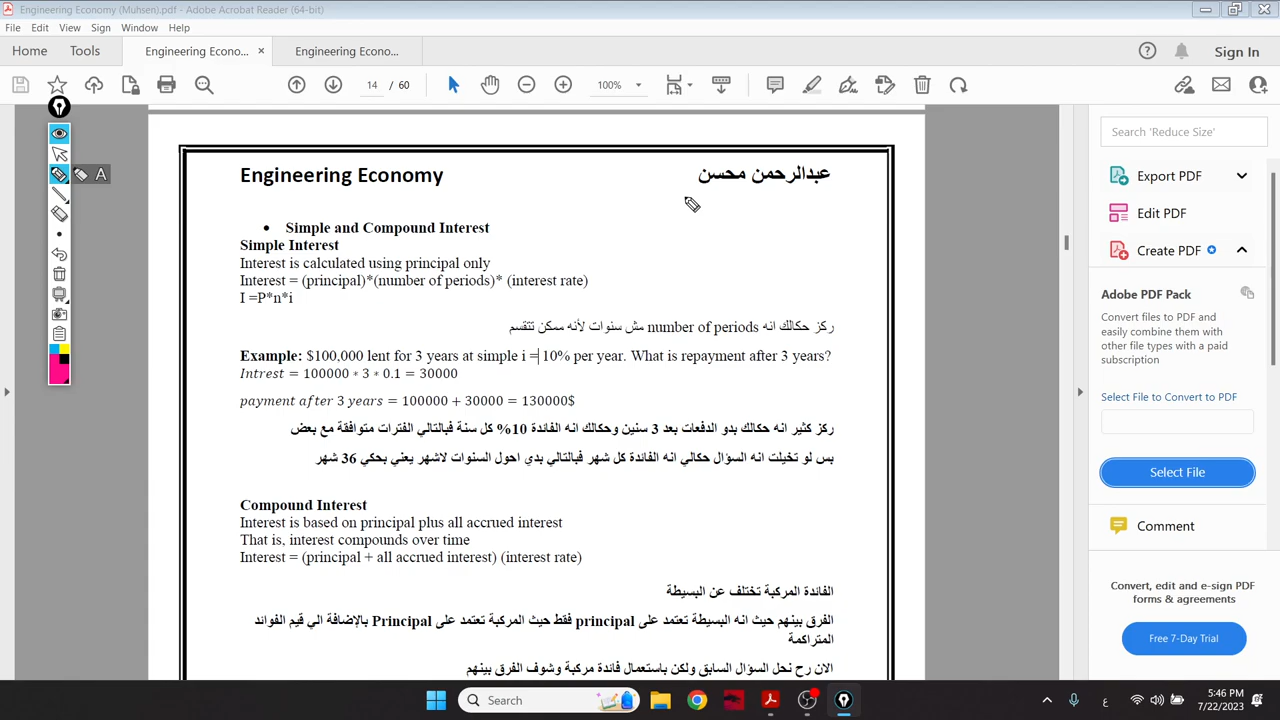 Engineering Economy (Muhsen).pdf - Adobe Acrobat Reader (64-bit)
File Edit View Sign Window Help
Home Tools Engineering Econo... × Engineering Econo... Sign In
14 / 60 100%
Search 'Reduce Size'
Export PDF
Edit PDF
Create PDF
Adobe PDF Pack
Convert files to PDF and
easily combine them with
other file types with a paid
subscription
Select File to Convert to PDF
Select File
Comment
Convert, edit and e-sign PDF
forms & agreements
Free 7-Day Trial
A
Engineering Economy عبدالرحمن محسن
• Simple and Compound Interest
Simple Interest
Interest is calculated using principal only
Interest = (principal)*(number of periods)* (interest rate)
I =P*n*i
ركز حكالك انه number of periods مش سنوات لأنه ممكن تتقسم
Example: $100,000 lent for 3 years at simple i = 10% per year. What is repayment after 3 years?
Intrest = 100000 ∗ 3 ∗ 0.1 = 30000
payment after 3 years = 100000 + 30000 = 130000$
ركز كثير انه حكالك بدو الدفعات بعد 3 سنين وحكالك انه الفائدة 10% كل سنة فبالتالي الفترات متوافقة مع بعض
بس لو تخيلت انه السؤال حكالي انه الفائدة كل شهر فبالتالي بدي احول السنوات لاشهر يعني بحكي 36 شهر
Compound Interest
Interest is based on principal plus all accrued interest
That is, interest compounds over time
Interest = (principal + all accrued interest) (interest rate)
الفائدة المركبة تختلف عن البسيطة
الفرق بينهم حيث انه البسيطة تعتمد على principal فقط حيث المركبة تعتمد على Principal بالإضافة الي قيم الفوائد
المتراكمة
الان رح نحل السؤال السابق ولكن باستعمال فائدة مركبة وشوف الفرق بينهم
Search
ع
5:46 PM
7/22/2023